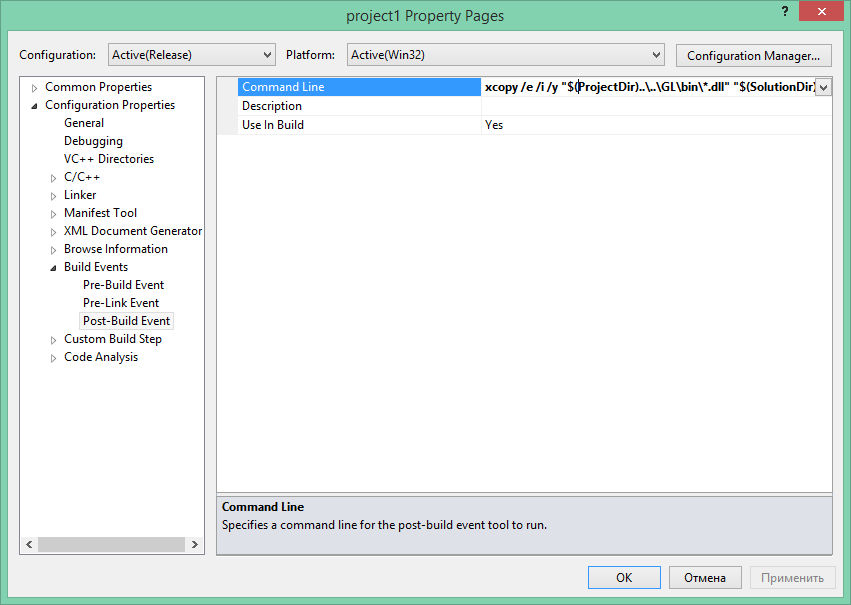 project1 Property Pages
?
Configuration: Active(Release) Platform: Active(Win32) Configuration Manager...
Common Properties
Configuration Properties
General
Debugging
VC++ Directories
C/C++
Linker
Manifest Tool
XML Document Generator
Browse Information
Build Events
Pre-Build Event
Pre-Link Event
Post-Build Event
Custom Build Step
Code Analysis
Command Line xcopy /e /i /y "$(ProjectDir)..\..\GL\bin\*.dll" "$(SolutionDir)
Description
Use In Build Yes
Command Line
Specifies a command line for the post-build event tool to run.
OK Отмена Применить